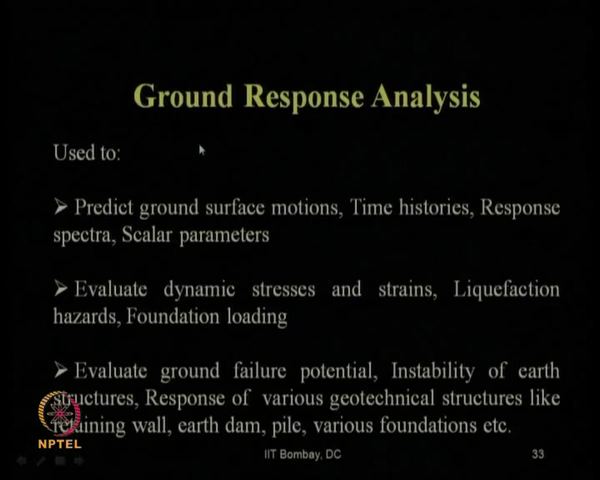 Ground Response Analysis
Used to:
➢ Predict ground surface motions, Time histories, Response
spectra, Scalar parameters
➢ Evaluate dynamic stresses and strains, Liquefaction
hazards, Foundation loading
➢ Evaluate ground failure potential, Instability of earth
structures, Response of various geotechnical structures like
retaining wall, earth dam, pile, various foundations etc.
NPTEL
IIT Bombay, DC
33